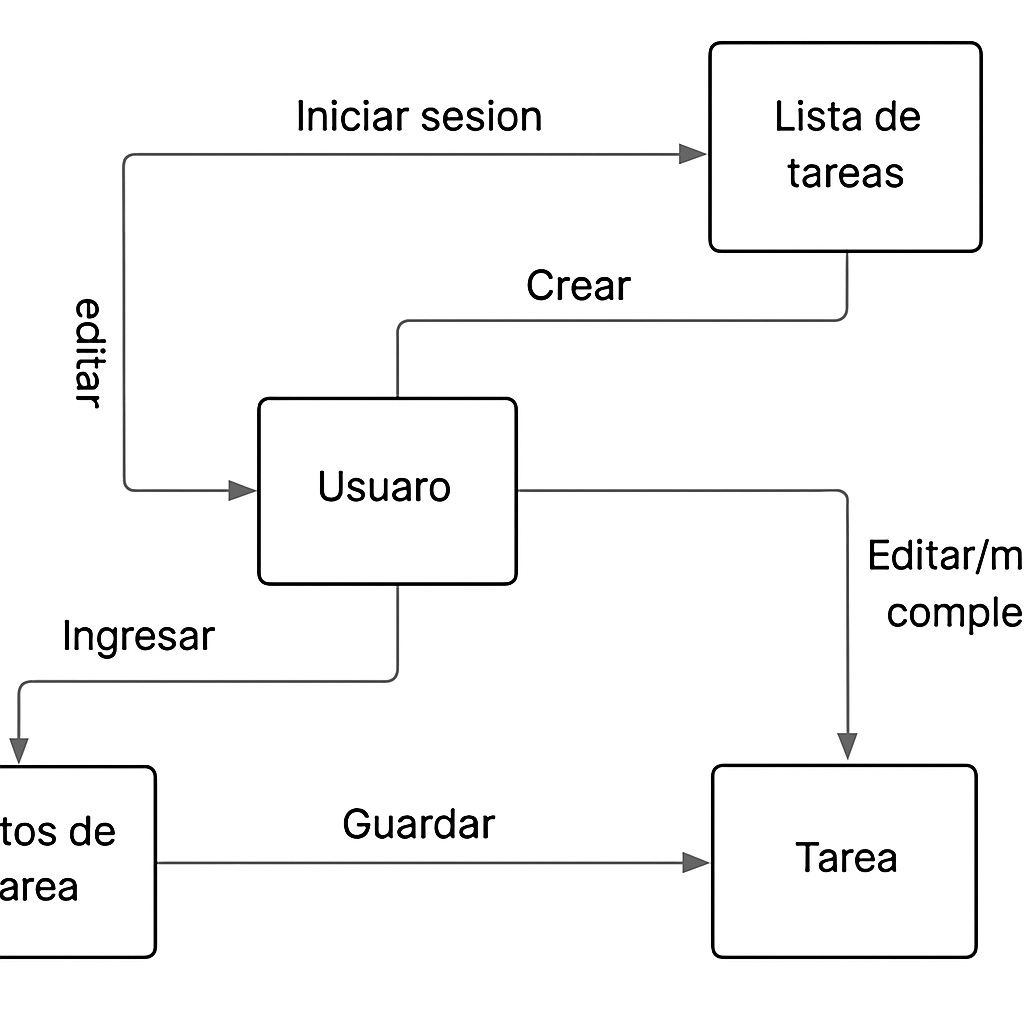 Iniciar sesion
Lista de
tareas
Crear
editar
Usuaro
Editar/m
comple
Ingresar
tos de
area
Guardar
Tarea